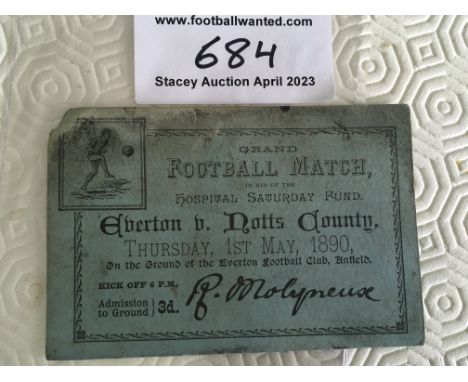 www.footballwanted.com
684
Stacey Auction April 2023
GRAND
FOOTBALL MATCH,
IN AID OF THE
HOSPITAL SATURDAY FUND.
Everton v. Notts County,
THURSDAY, 1ST MAY, 1890,
On the Ground of the Everton Football Club, Anfield.
KICK OFF 6 P.M.
Admission to Ground } 3d. R. Molyneux